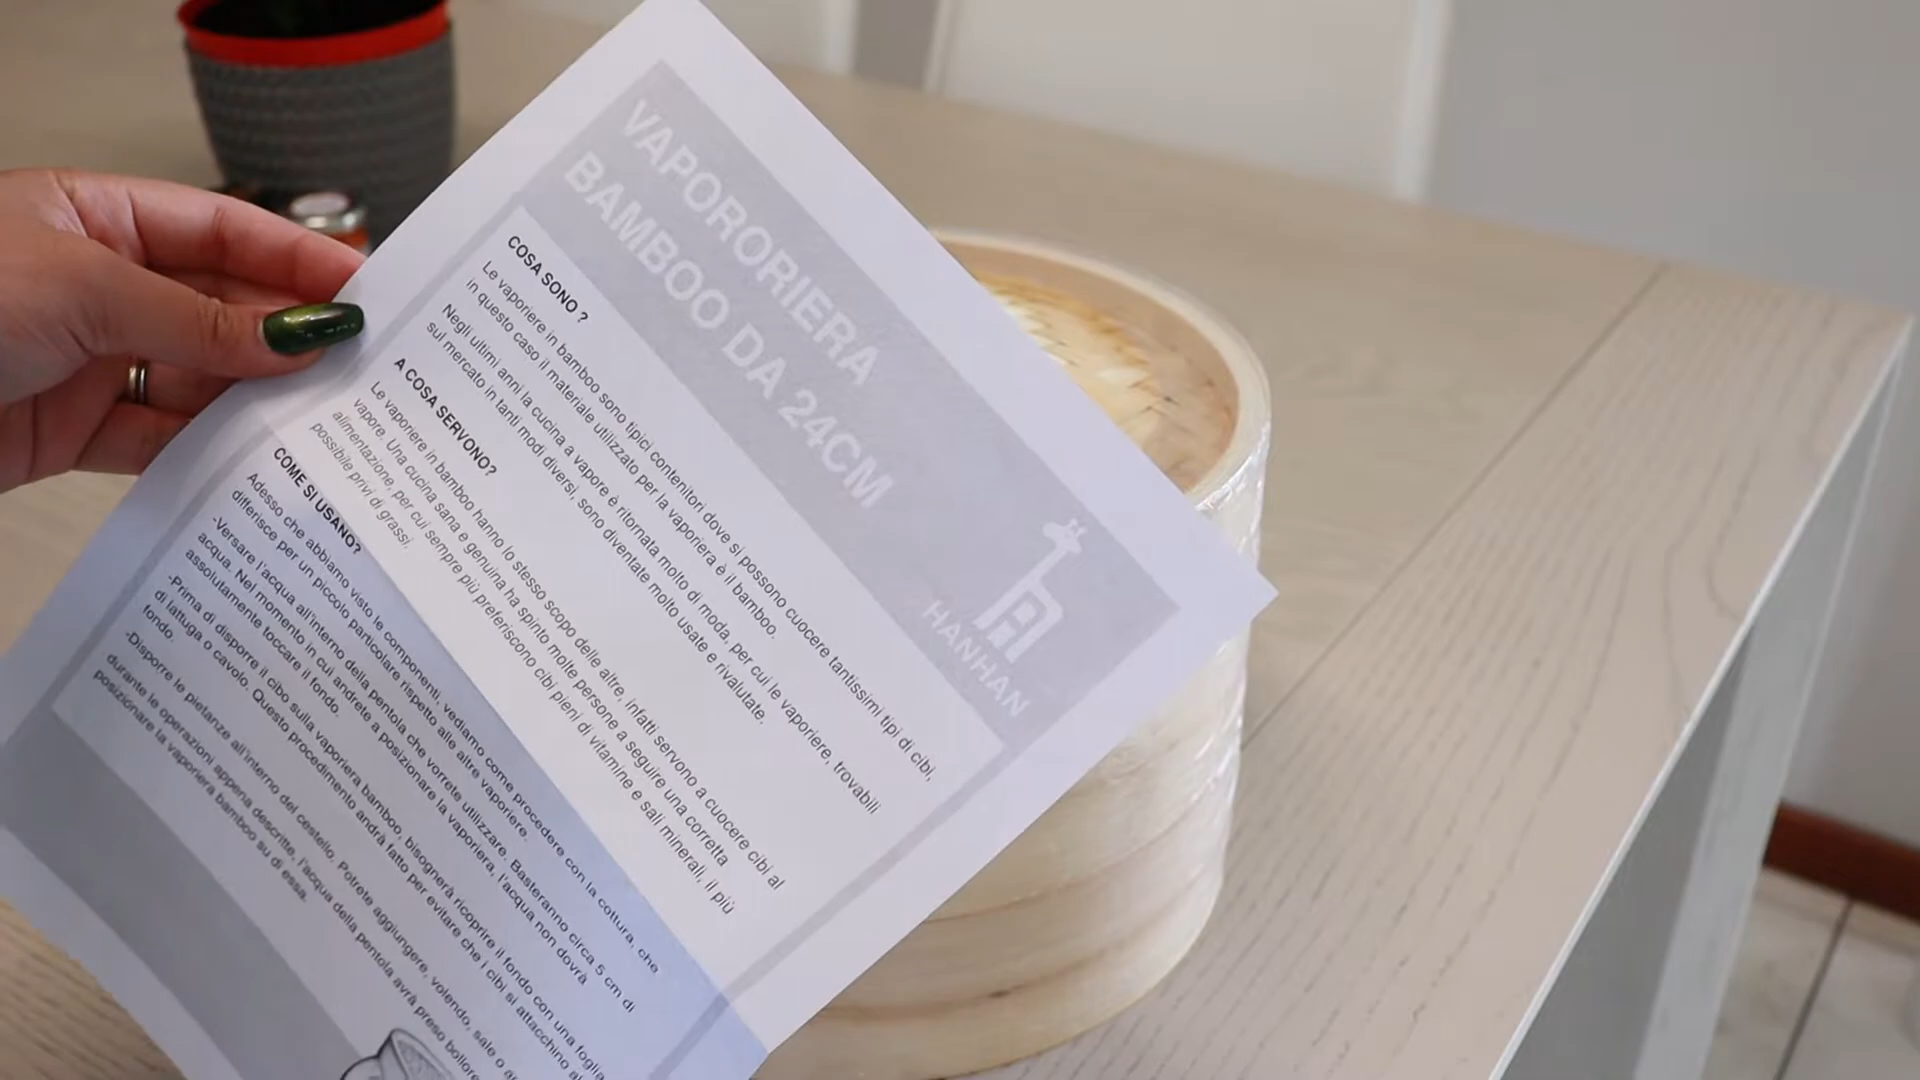 VAPORORIERA
BAMBOO DA 24CM
HANHAN
COSA SONO ?
Le vaporiere in bamboo sono tipici contenitori dove si possono cuocere tantissimi tipi di cibi,
in questo caso il materiale utilizzato per la vaporiera è il bamboo.
Negli ultimi anni la cucina a vapore è ritornata molto di moda, per cui le vaporiere, trovabili
sul mercato in tanti modi diversi, sono diventate molto usate e rivalutate.
A COSA SERVONO?
Le vaporiere in bamboo hanno lo stesso scopo delle altre, infatti servono a cuocere cibi al
vapore. Una cucina sana e genuina ha spinto molte persone a seguire una corretta
alimentazione, per cui sempre più preferiscono cibi pieni di vitamine e sali minerali, il più
possibile privi di grassi.
COME SI USANO?
Adesso che abbiamo visto le componenti, vediamo come procedere con la cottura, che
differisce per un piccolo particolare rispetto alle altre vaporiere.
-Versare l'acqua all'interno della pentola che vorrete utilizzare. Basteranno circa 5 cm di
acqua. Nel momento in cui andrete a posizionare la vaporiera, l'acqua non dovrà
assolutamente toccare il fondo.
-Prima di disporre il cibo sulla vaporiera bamboo, bisognerà ricoprire il fondo con una foglia
di lattuga o cavolo. Questo procedimento andrà fatto per evitare che i cibi si attacchino al
fondo.
-Disporre le pietanze all'interno del cestello. Potrete aggiungere, volendo, sale o
durante le operazioni appena descritte, l'acqua della pentola avrà preso bollore
posizionare la vaporiera bamboo su di essa.